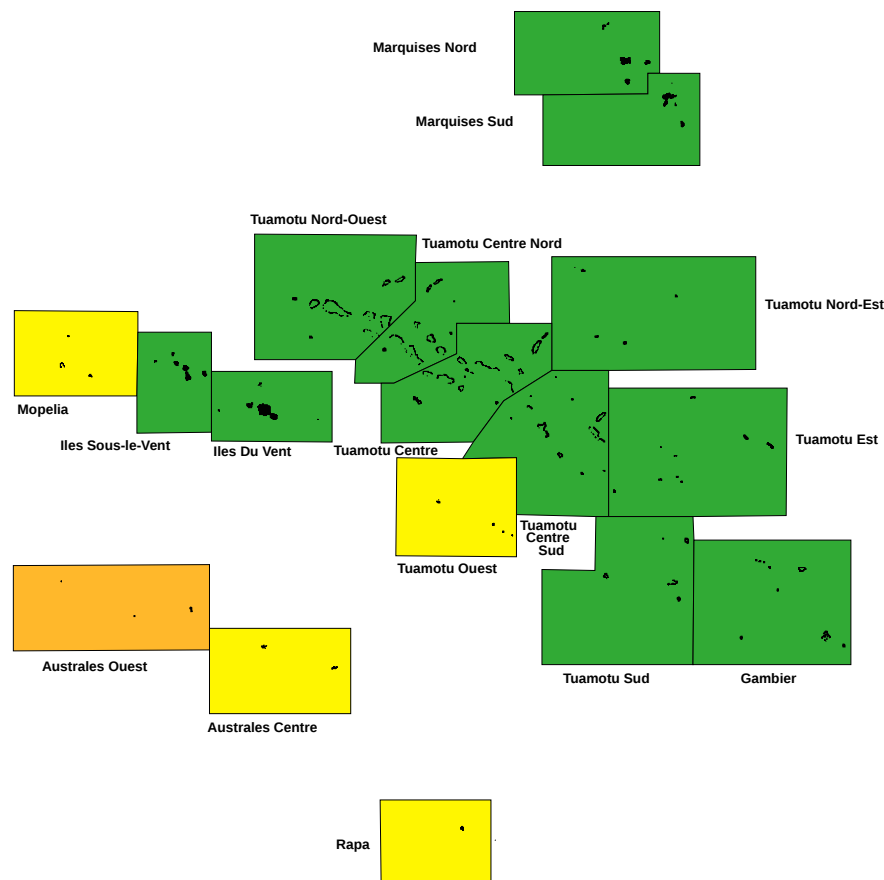 Marquises Nord
Marquises Sud
Tuamotu Nord-Ouest
Tuamotu Centre Nord
Tuamotu Nord-Est
Mopelia
Iles Sous-le-Vent
Iles Du Vent
Tuamotu Centre
Tuamotu Est
Tuamotu
Centre
Sud
Tuamotu Ouest
Australes Ouest
Tuamotu Sud
Gambier
Australes Centre
Rapa